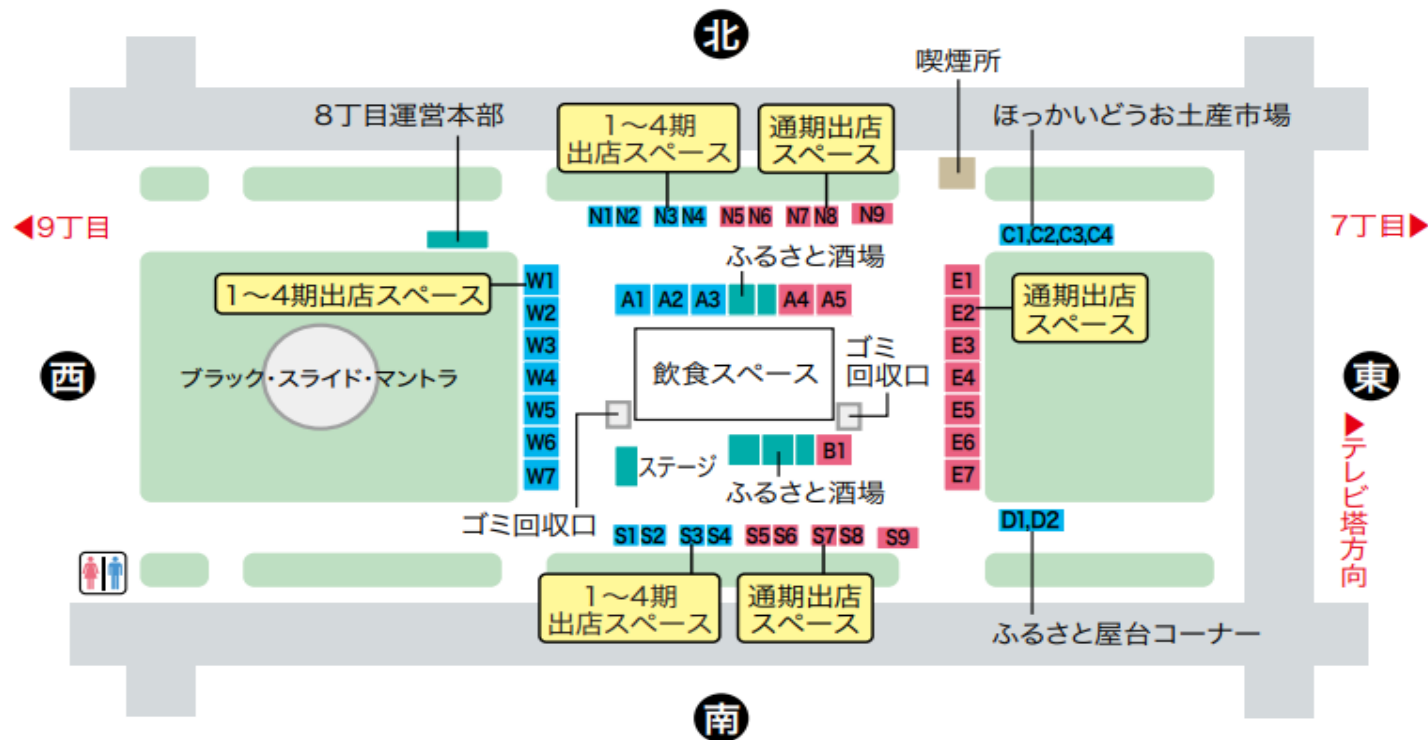 北
喫煙所
8丁目運営本部
1〜4期
出店スペース
通期出店
スペース
ほっかいどうお土産市場
N1 N2 N3 N4 N5 N6 N7 N8 N9
◀9丁目
7丁目▶
C1,C2,C3,C4
ふるさと酒場
1〜4期出店スペース
W1
W2
W3
W4
W5
W6
W7
A1 A2 A3 A4 A5
E1
E2
E3
E4
E5
E6
E7
通期出店
スペース
西
ブラック・スライド・マントラ
飲食スペース
ゴミ
回収口
東
▶テレビ塔方向
ステージ
B1
ふるさと酒場
ゴミ回収口
S1 S2 S3 S4 S5 S6 S7 S8 S9
D1,D2
1〜4期
出店スペース
通期出店
スペース
ふるさと屋台コーナー
南